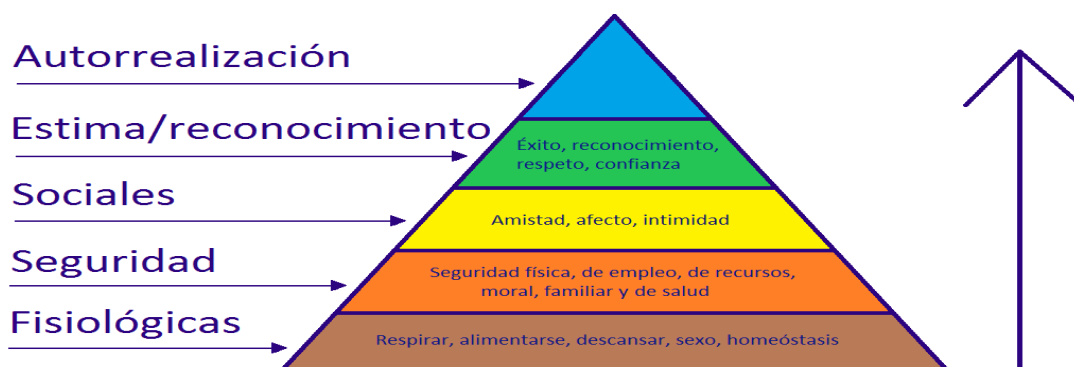 Autorrealización
Estima/reconocimiento
Éxito, reconocimiento,
respeto, confianza
Sociales
Amistad, afecto, intimidad
Seguridad
Seguridad física, de empleo, de recursos,
moral, familiar y de salud
Fisiológicas
Respirar, alimentarse, descansar, sexo, homeóstasis